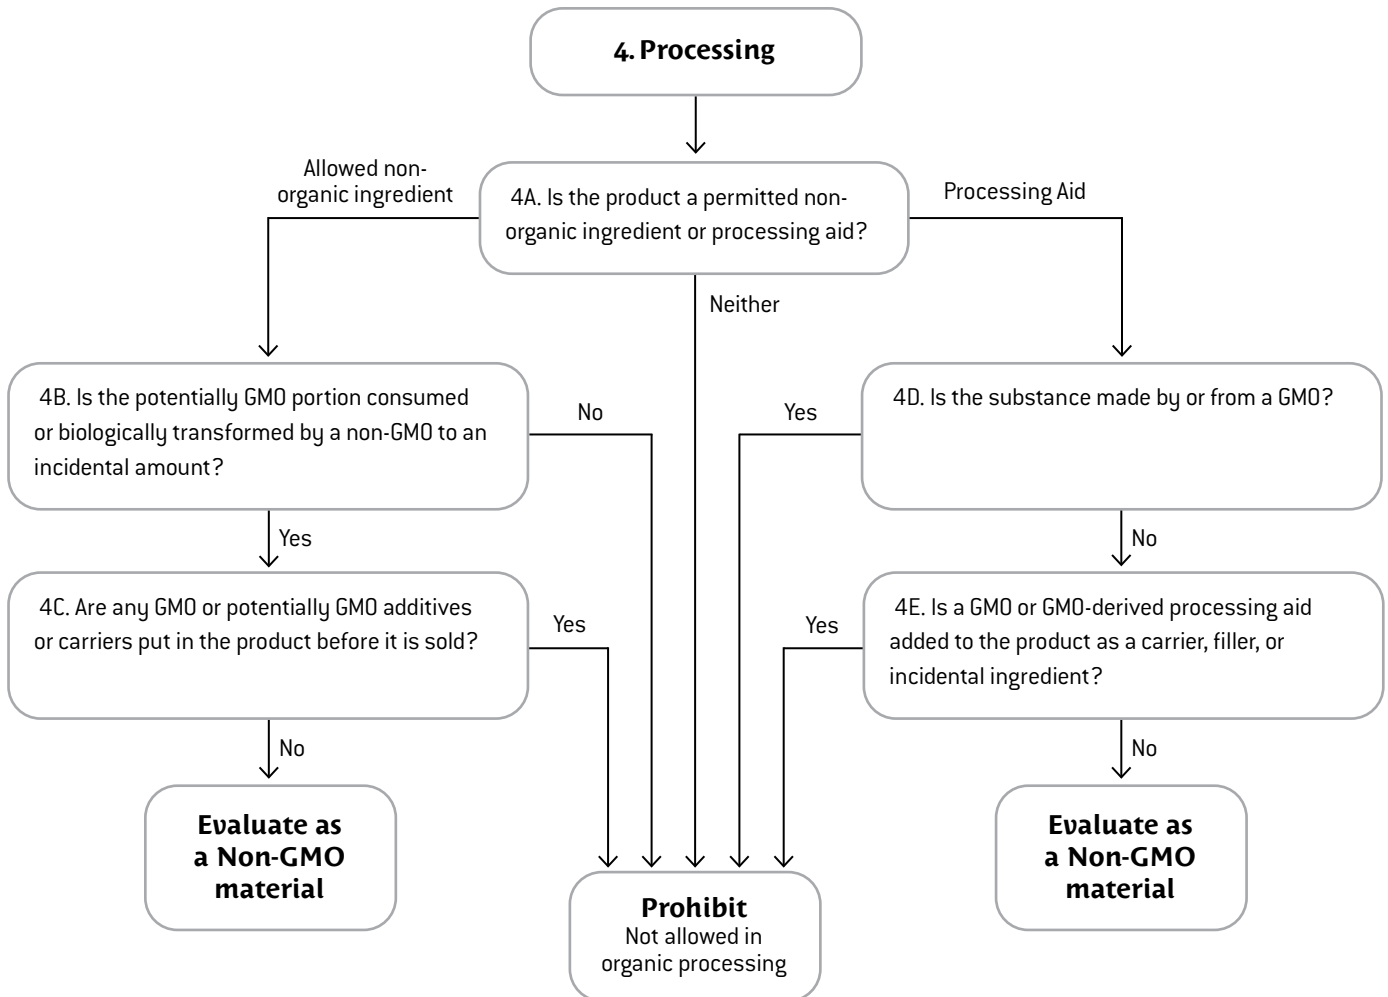 4. Processing
Allowed non-
organic ingredient
4A. Is the product a permitted non-
organic ingredient or processing aid?
Processing Aid
Neither
4B. Is the potentially GMO portion consumed
or biologically transformed by a non-GMO to an
incidental amount?
No
Yes
4D. Is the substance made by or from a GMO?
Yes
No
4C. Are any GMO or potentially GMO additives
or carriers put in the product before it is sold?
Yes
Yes
4E. Is a GMO or GMO-derived processing aid
added to the product as a carrier, filler, or
incidental ingredient?
No
No
Evaluate as
a Non-GMO
material
Prohibit
Not allowed in
organic processing
Evaluate as
a Non-GMO
material